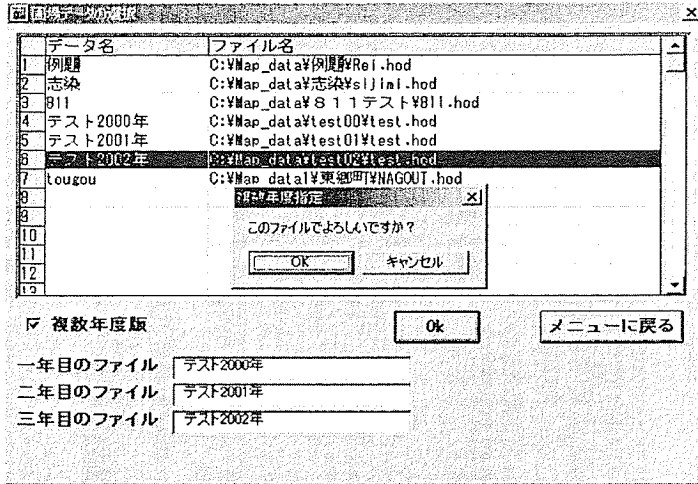 圃場データの選択
データ名 ファイル名
1 例題 C:¥Map_data¥例題¥Rei.hod
2 志染 C:¥Map_data¥志染¥sijimi.hod
3 811 C:¥Map_data¥８１１テスト¥811.hod
4 テスト2000年 C:¥Map_data¥test00¥test.hod
5 テスト2001年 C:¥Map_data¥test01¥test.hod
6 テスト2002年 C:¥Map_data¥test02¥test.hod
7 tougou C:¥Map_data1¥東郷町¥NAGOUT.hod
8
9
10
11
12
13
複数年度指定
このファイルでよろしいですか？
OK キャンセル
複数年度版
Ok メニューに戻る
一年目のファイル テスト2000年
二年目のファイル テスト2001年
三年目のファイル テスト2002年